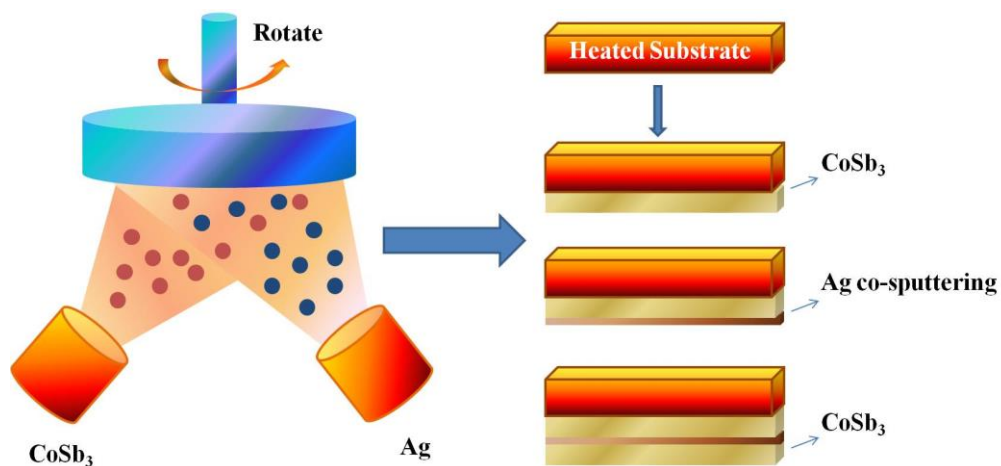 Rotate
CoSb₃
Ag
Heated Substrate
CoSb₃
Ag co-sputtering
CoSb₃